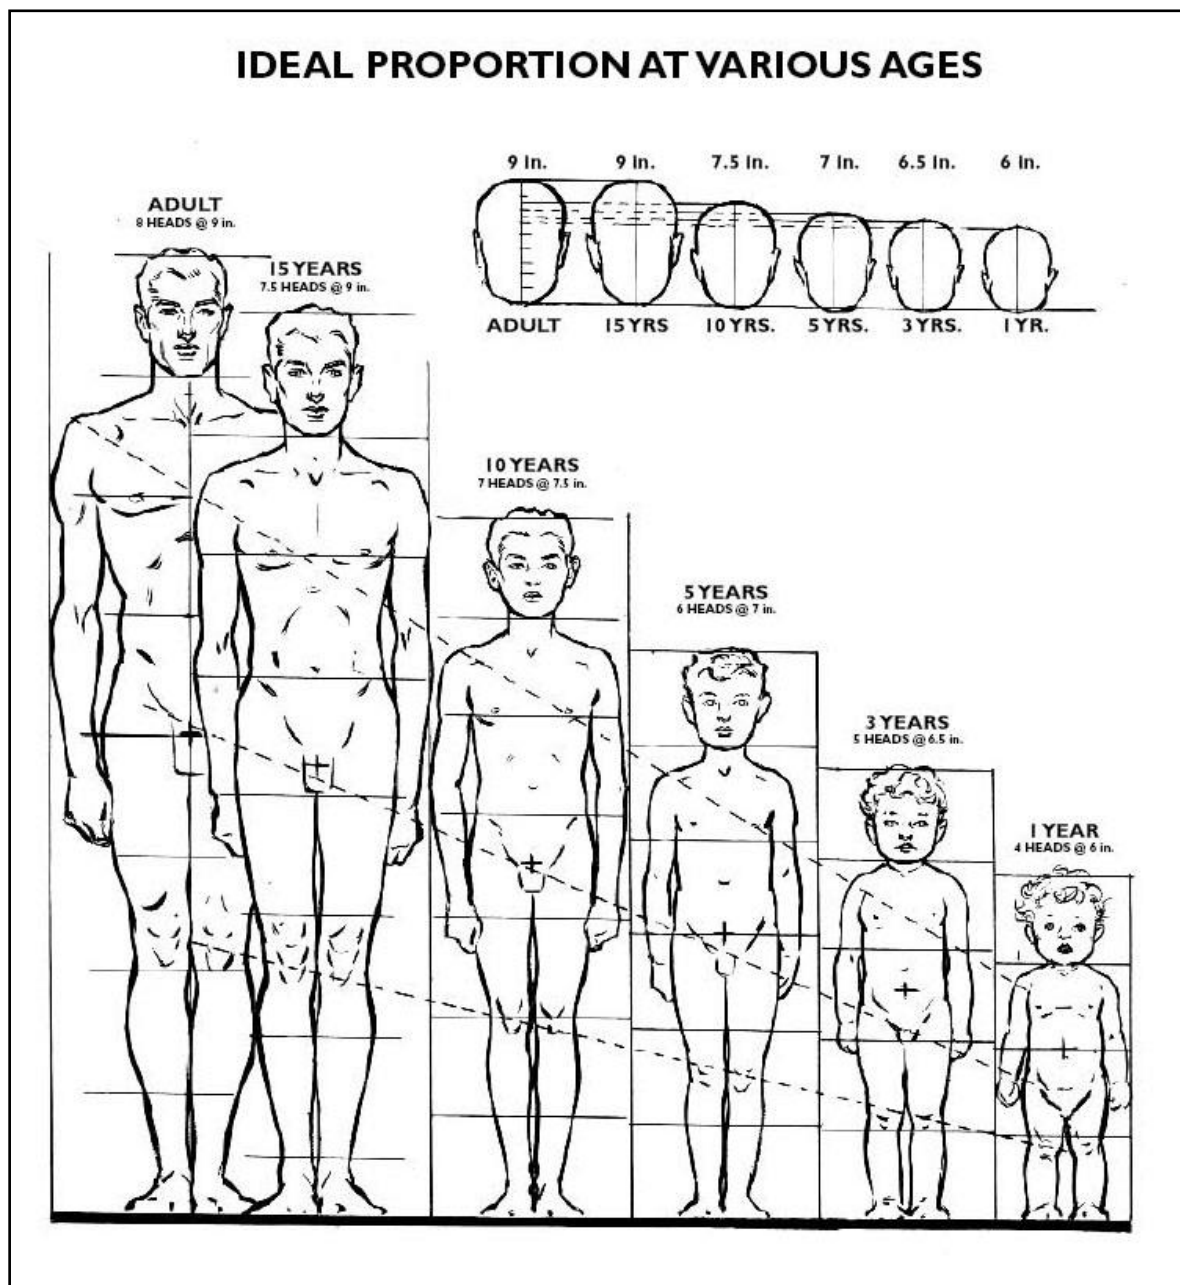 IDEAL PROPORTION AT VARIOUS AGES
9 in. 9 in. 7.5 in. 7 in. 6.5 in. 6 in.
ADULT 15 YRS 10 YRS. 5 YRS. 3 YRS. 1 YR.
ADULT
8 HEADS @ 9 in.
15 YEARS
7.5 HEADS @ 9 in.
10 YEARS
7 HEADS @ 7.5 in.
5 YEARS
6 HEADS @ 7 in.
3 YEARS
5 HEADS @ 6.5 in.
1 YEAR
4 HEADS @ 6 in.